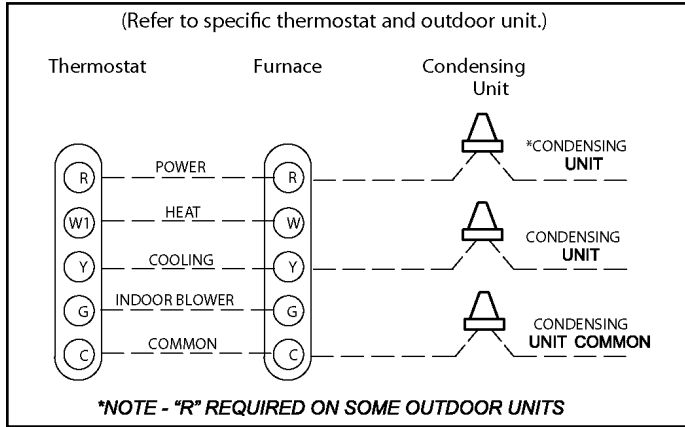 (Refer to specific thermostat and outdoor unit.)
Thermostat
Furnace
Condensing
Unit
R
POWER
R
*CONDENSING
UNIT
W1
HEAT
W
Y
COOLING
Y
CONDENSING
UNIT
G
INDOOR BLOWER
G
C
COMMON
C
CONDENSING
UNIT COMMON
*NOTE - "R" REQUIRED ON SOME OUTDOOR UNITS